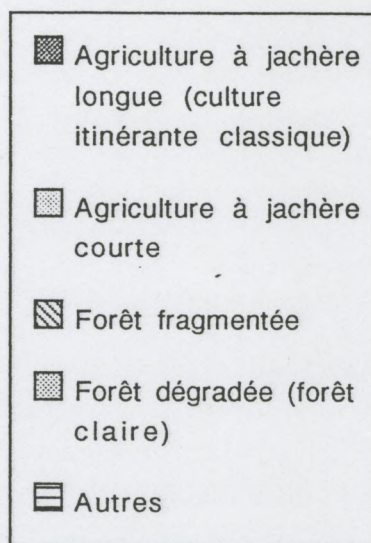 Agriculture à jachère
longue (culture
itinérante classique)
Agriculture à jachère
courte
Forêt fragmentée
Forêt dégradée (forêt
claire)
Autres